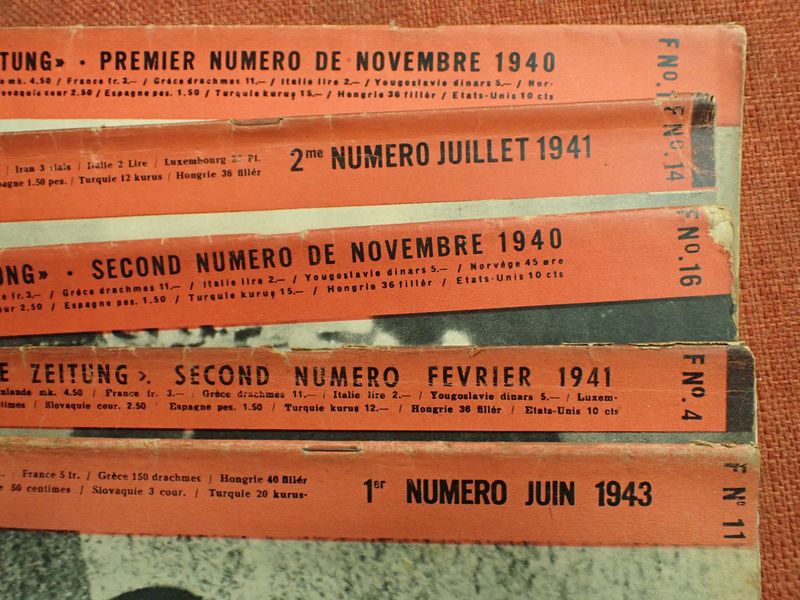 TUNG» · PREMIER NUMERO DE NOVEMBRE 1940
mk. 4.50 / France fr. 3.— / Grèce drachmes 11.— / Italie lire 2.— / Yougoslavie dinars 5.— / Nor-
ovaquie cour 2.50 / Espagne pes. 1.50 / Turquie kuruş 15.— / Hongrie 36 fillér / Etats-Unis 10 cts
F No.
/ Iran 3 rials / Italie 2 Lire / Luxembourg 25 Pf.
pagne 1.50 pes. / Turquie 12 kurus / Hongrie 36 fillér
2me NUMERO JUILLET 1941
F No. 14
UNG» · SECOND NUMERO DE NOVEMBRE 1940
fr. 3.— / Grèce drachmes 11.— / Italie lire 2.— / Yougoslavie dinars 5.— / Norvège 45 øre
our 2.50 / Espagne pes. 1.50 / Turquie kuruş 15.— / Hongrie 36 fillér / Etats-Unis 10 cts
F No. 16
E ZEITUNG›. SECOND NUMERO FEVRIER 1941
nlande mk. 4.50 / France fr. 3.— / Grèce drachmes 11.— / Italie lire 2.— / Yougoslavie dinars 5.— / Luxem-
ntimes / Slovaquie cour. 2.50 / Espagne pes. 1.50 / Turquie kurus 12.— / Hongrie 36 fillér / Etats-Unis 10 cts
F No. 4
: France 5 fr. / Grèce 150 drachmes / Hongrie 40 fillér
e 50 centimes / Slovaquie 3 cour. / Turquie 20 kurus·
1er NUMERO JUIN 1943
F No 11